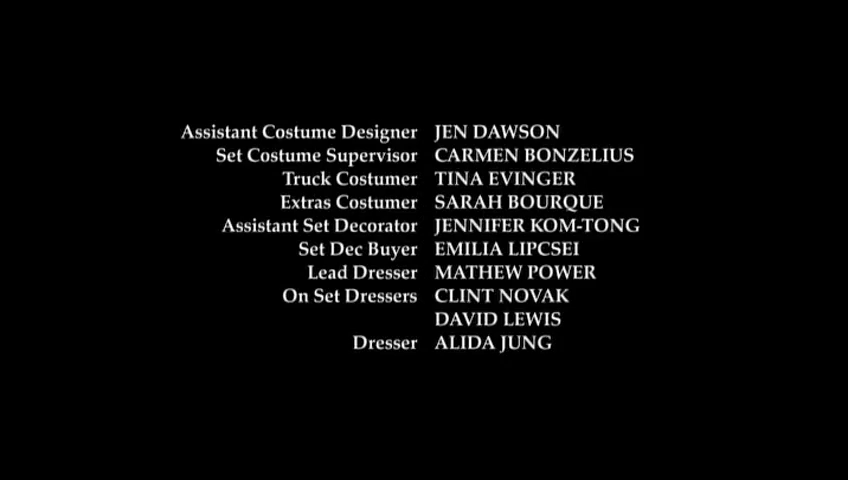 Assistant Costume Designer JEN DAWSON
Set Costume Supervisor CARMEN BONZELIUS
Truck Costumer TINA EVINGER
Extras Costumer SARAH BOURQUE
Assistant Set Decorator JENNIFER KOM-TONG
Set Dec Buyer EMILIA LIPCSEI
Lead Dresser MATHEW POWER
On Set Dressers CLINT NOVAK
DAVID LEWIS
Dresser ALIDA JUNG